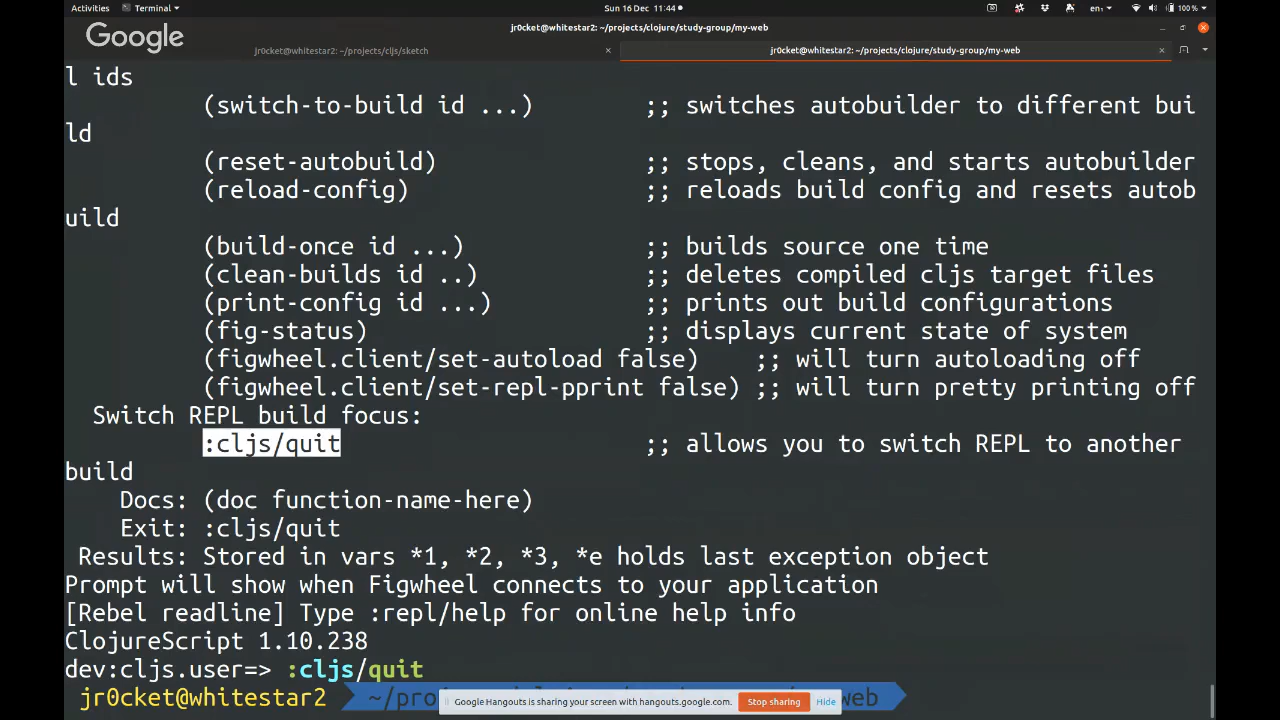 Activities Terminal Sun 16 Dec 11:44 en₁ 100 %
jr0cket@whitestar2: ~/projects/clojure/study-group/my-web
Google
jr0cket@whitestar2: ~/projects/cljs/sketch × jr0cket@whitestar2: ~/projects/clojure/study-group/my-web ×
l ids
(switch-to-build id ...) ;; switches autobuilder to different bui
ld
(reset-autobuild) ;; stops, cleans, and starts autobuilder
(reload-config) ;; reloads build config and resets autob
uild
(build-once id ...) ;; builds source one time
(clean-builds id ..) ;; deletes compiled cljs target files
(print-config id ...) ;; prints out build configurations
(fig-status) ;; displays current state of system
(figwheel.client/set-autoload false) ;; will turn autoloading off
(figwheel.client/set-repl-pprint false) ;; will turn pretty printing off
Switch REPL build focus:
:cljs/quit ;; allows you to switch REPL to another
build
Docs: (doc function-name-here)
Exit: :cljs/quit
Results: Stored in vars *1, *2, *3, *e holds last exception object
Prompt will show when Figwheel connects to your application
[Rebel readline] Type :repl/help for online help info
ClojureScript 1.10.238
dev:cljs.user=> :cljs/quit
jr0cket@whitestar2 ~/pro web
Google Hangouts is sharing your screen with hangouts.google.com. Stop sharing Hide